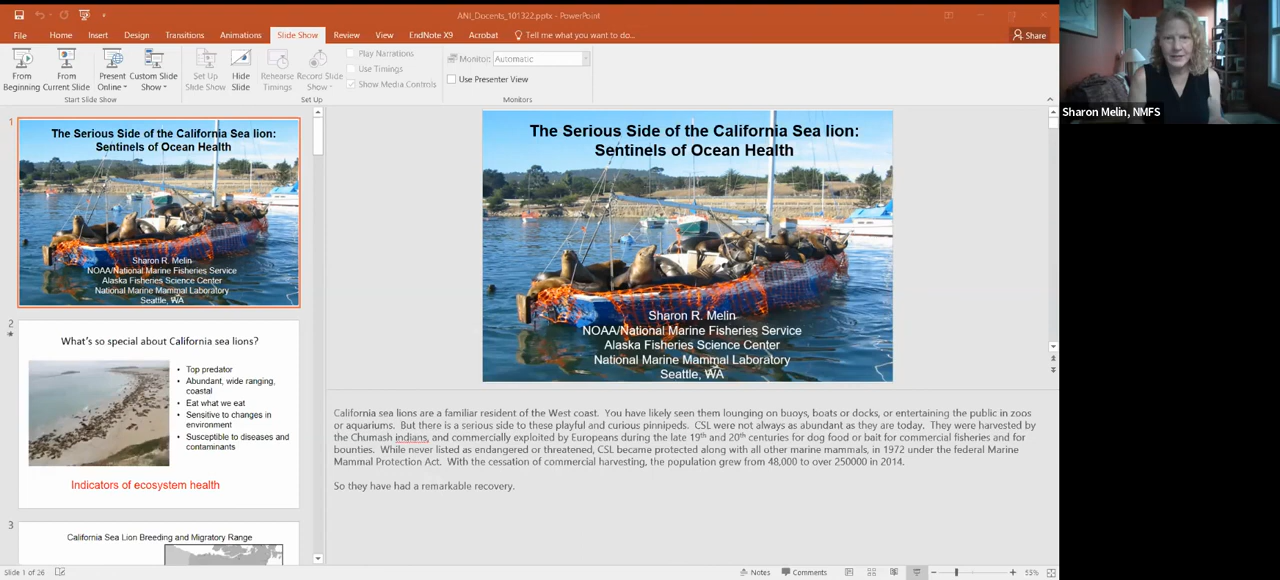 ANI_Docents_101322.pptx - PowerPoint
File Home Insert Design Transitions Animations Slide Show Review View EndNote X9 Acrobat Tell me what you want to do... Share
From Beginning
From Current Slide
Present Online
Custom Slide Show
Start Slide Show
Set Up Slide Show
Hide Slide
Rehearse Timings
Record Slide Show
Play Narrations
Use Timings
Show Media Controls
Set Up
Monitor: Automatic
Use Presenter View
Monitors
1
The Serious Side of the California Sea lion:
Sentinels of Ocean Health
Sharon R. Melin
NOAA/National Marine Fisheries Service
Alaska Fisheries Science Center
National Marine Mammal Laboratory
Seattle, WA
2
What's so special about California sea lions?
• Top predator
• Abundant, wide ranging,
coastal
• Eat what we eat
• Sensitive to changes in
environment
• Susceptible to diseases and
contaminants
Indicators of ecosystem health
3
California Sea Lion Breeding and Migratory Range
The Serious Side of the California Sea lion:
Sentinels of Ocean Health
Sharon R. Melin
NOAA/National Marine Fisheries Service
Alaska Fisheries Science Center
National Marine Mammal Laboratory
Seattle, WA
California sea lions are a familiar resident of the West coast. You have likely seen them lounging on buoys, boats or docks, or entertaining the public in zoos
or aquariums. But there is a serious side to these playful and curious pinnipeds. CSL were not always as abundant as they are today. They were harvested by
the Chumash indians, and commercially exploited by Europeans during the late 19th and 20th centuries for dog food or bait for commercial fisheries and for
bounties. While never listed as endangered or threatened, CSL became protected along with all other marine mammals, in 1972 under the federal Marine
Mammal Protection Act. With the cessation of commercial harvesting, the population grew from 48,000 to over 250000 in 2014.
So they have had a remarkable recovery.
Slide 1 of 26
Notes Comments 55%
Sharon Melin, NMFS